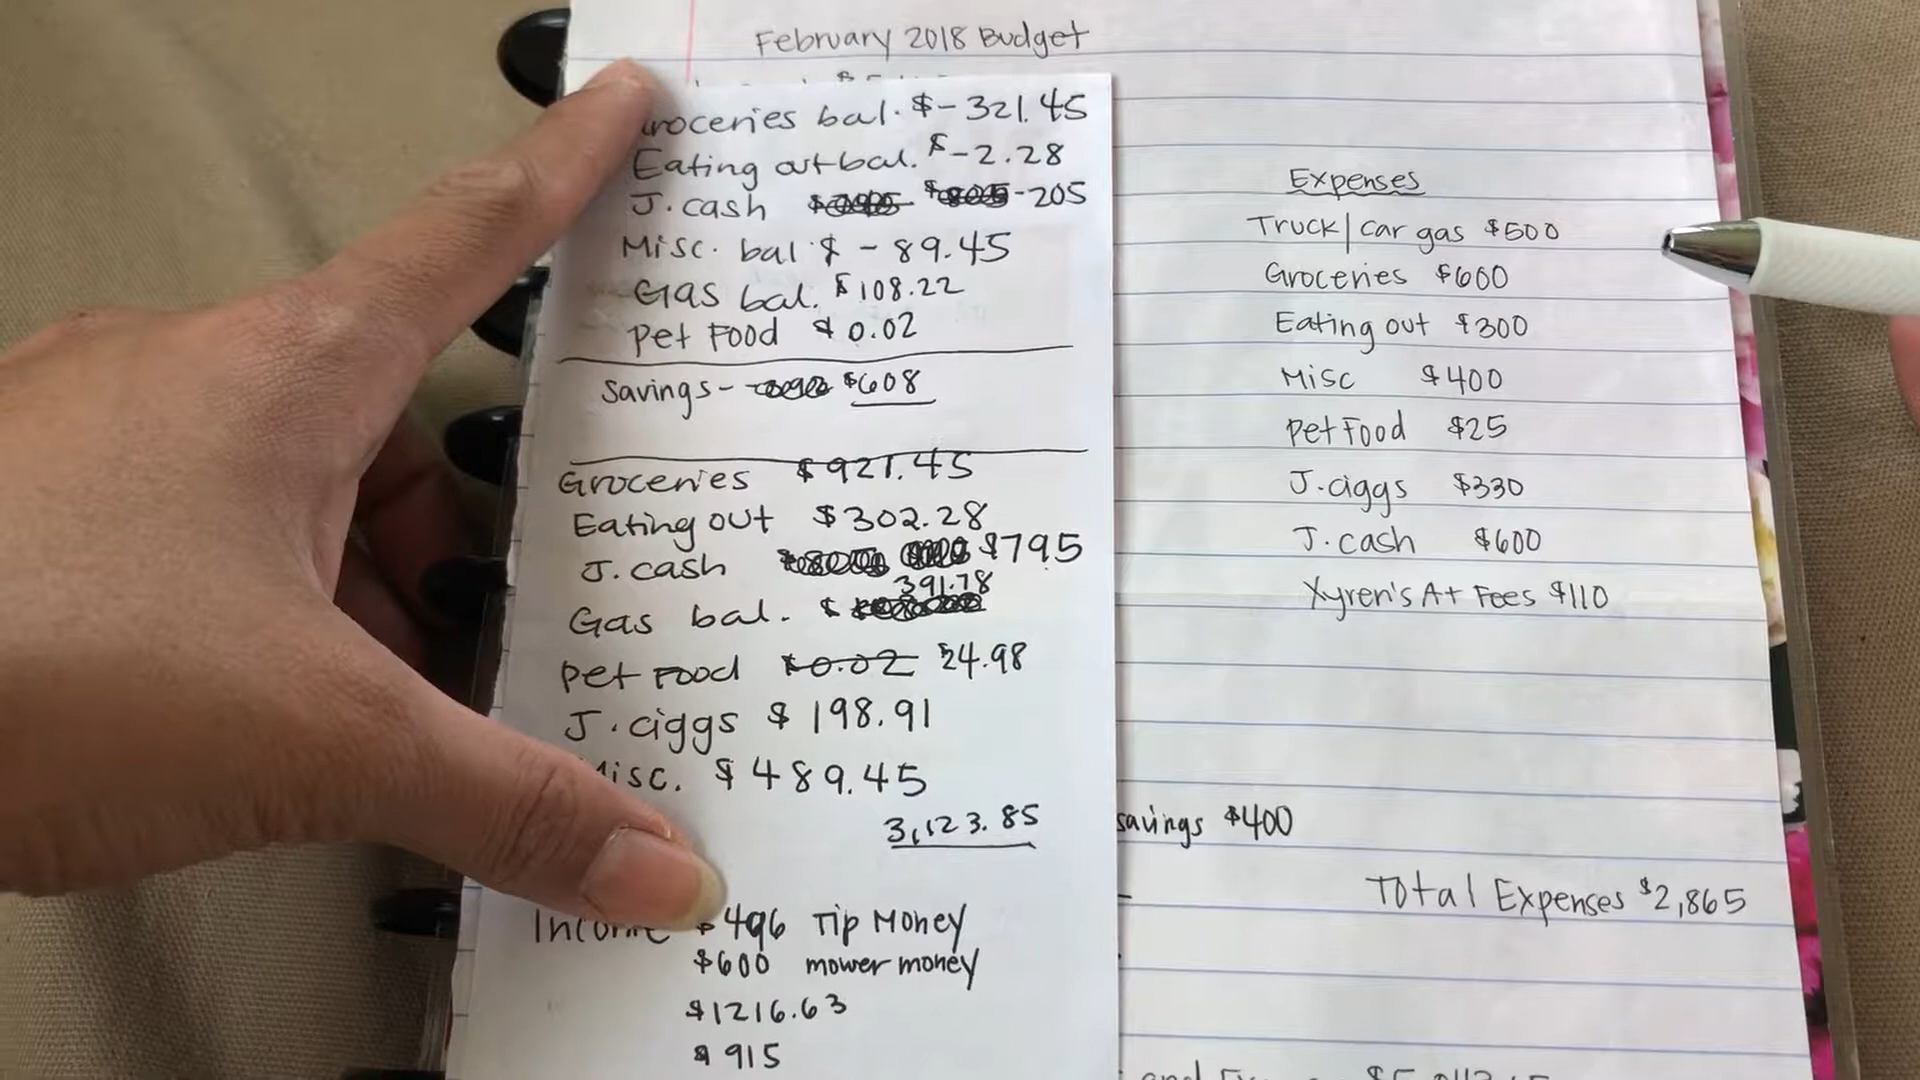 February 2018 Budget
Groceries bal. $-321.45
Eating out bal. $-2.28
J. cash -205
Misc. bal $ -89.45
Gas bal. $108.22
Pet Food $0.02
Savings- $608
Groceries $921.45
Eating out $302.28
J. cash $795
391.78
Gas bal. $
Pet Food $0.02 24.98
J. ciggs $198.91
Misc. $489.45
3,123.85
Income $496 Tip Money
$600 mower money
$1216.63
$915
Expenses
Truck/car gas $500
Groceries $600
Eating out $300
Misc $400
Pet Food $25
J. ciggs $330
J. cash $600
Xyren's A+ Fees $110
savings $400
Total Expenses $2,865